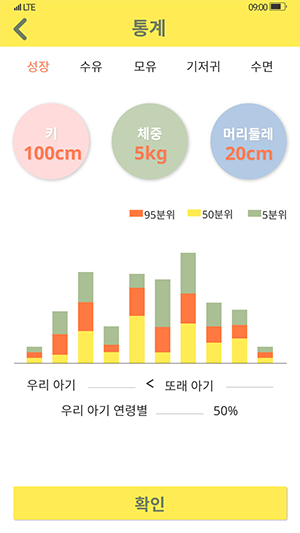 LTE 09:00
통계
성장 수유 모유 기저귀 수면
키 체중 머리둘레
100cm 5kg 20cm
95분위 50분위 5분위
우리 아기 < 또래 아기
우리 아기 연령별 50%
확인